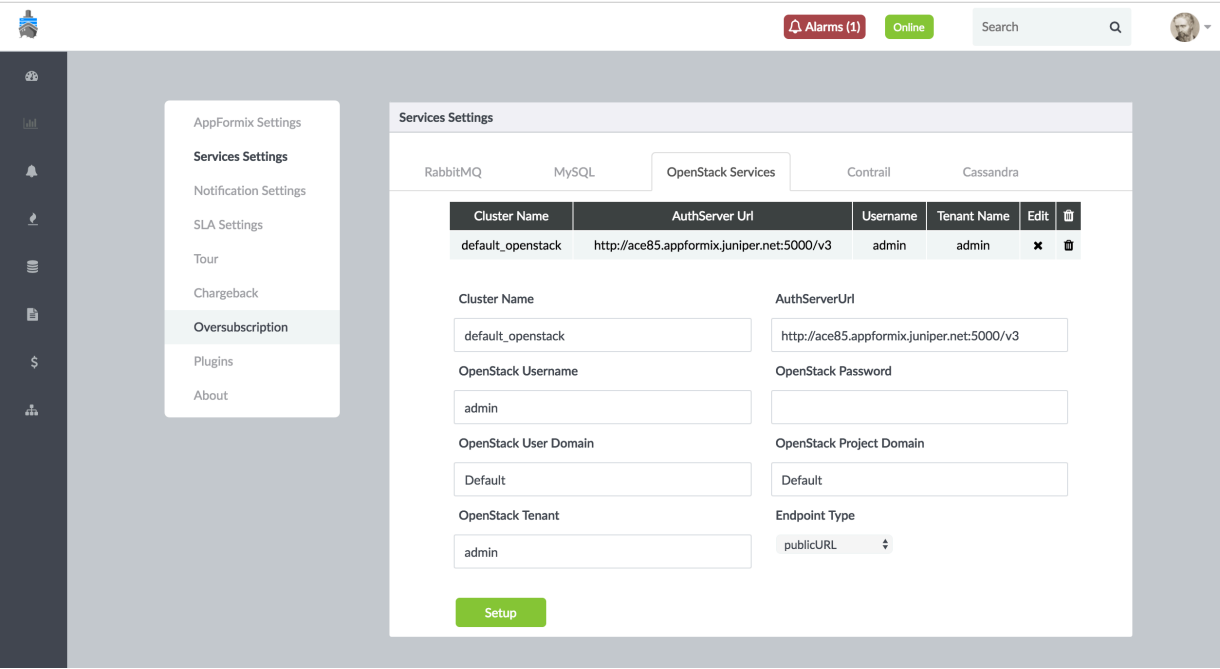 Alarms (1) Online Search
AppFormix Settings
Services Settings
Notification Settings
SLA Settings
Tour
Chargeback
Oversubscription
Plugins
About
Services Settings
RabbitMQ MySQL OpenStack Services Contrail Cassandra
Cluster Name AuthServer Url Username Tenant Name Edit
default_openstack http://ace85.appformix.juniper.net:5000/v3 admin admin
Cluster Name AuthServerUrl
default_openstack http://ace85.appformix.juniper.net:5000/v3
OpenStack Username OpenStack Password
admin
OpenStack User Domain OpenStack Project Domain
Default Default
OpenStack Tenant Endpoint Type
admin publicURL
Setup